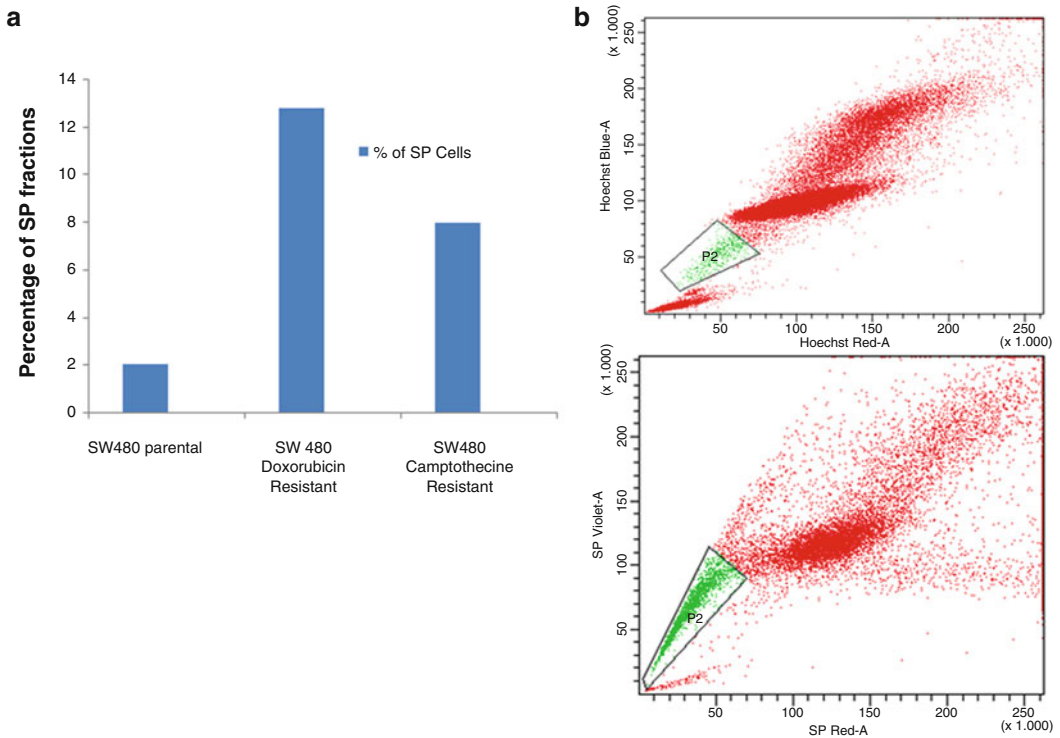 a
Percentage of SP fractions
14
12
10
8
6
4
2
0
% of SP Cells
SW480 parental
SW 480
Doxorubicin
Resistant
SW480
Camptothecine
Resistant
b
(x 1.000)
250
200
150
100
50
Hoechst Blue-A
P2
50 100 150 200 250
Hoechst Red-A
(x 1.000)
(x 1.000)
250
200
150
100
50
SP Violet-A
P2
50 100 150 200 250
SP Red-A
(x 1.000)